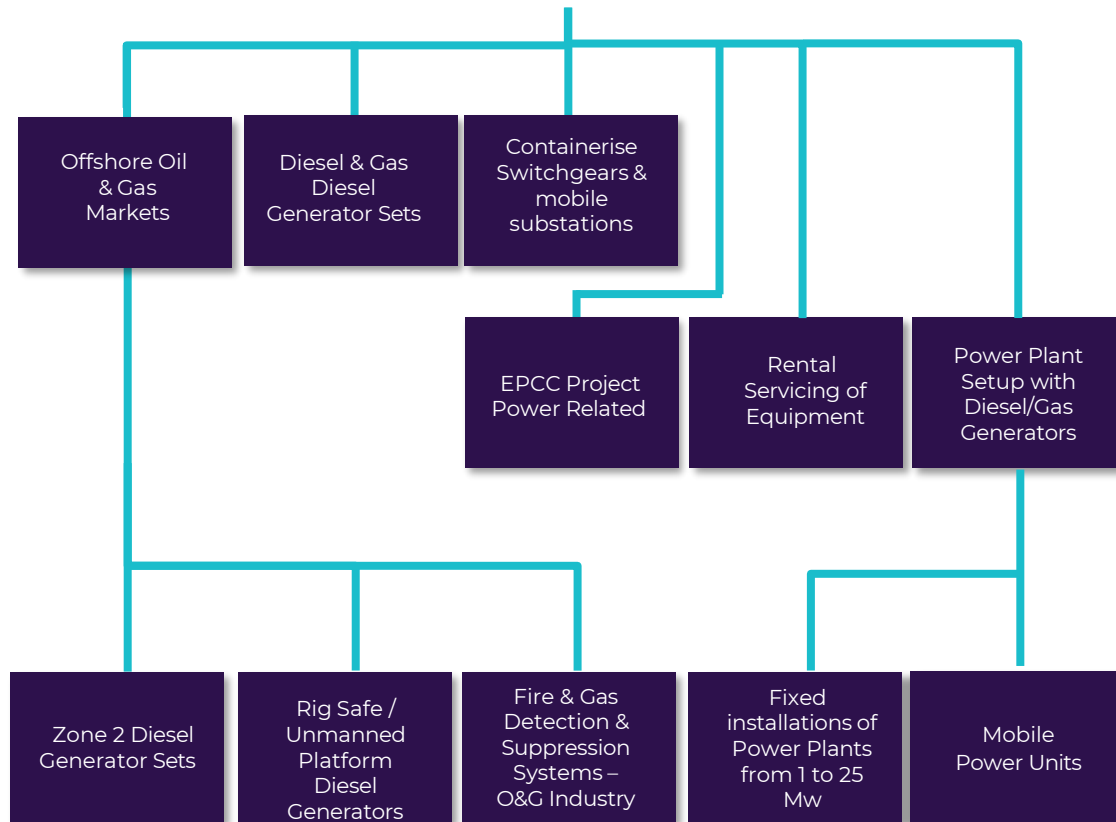 Offshore Oil
& Gas
Markets
Diesel & Gas
Diesel
Generator Sets
Containerise
Switchgears &
mobile
substations
EPCC Project
Power Related
Rental
Servicing of
Equipment
Power Plant
Setup with
Diesel/Gas
Generators
Zone 2 Diesel
Generator Sets
Rig Safe /
Unmanned
Platform
Diesel
Generators
Fire & Gas
Detection &
Suppression
Systems –
O&G Industry
Fixed
installations of
Power Plants
from 1 to 25
Mw
Mobile
Power Units